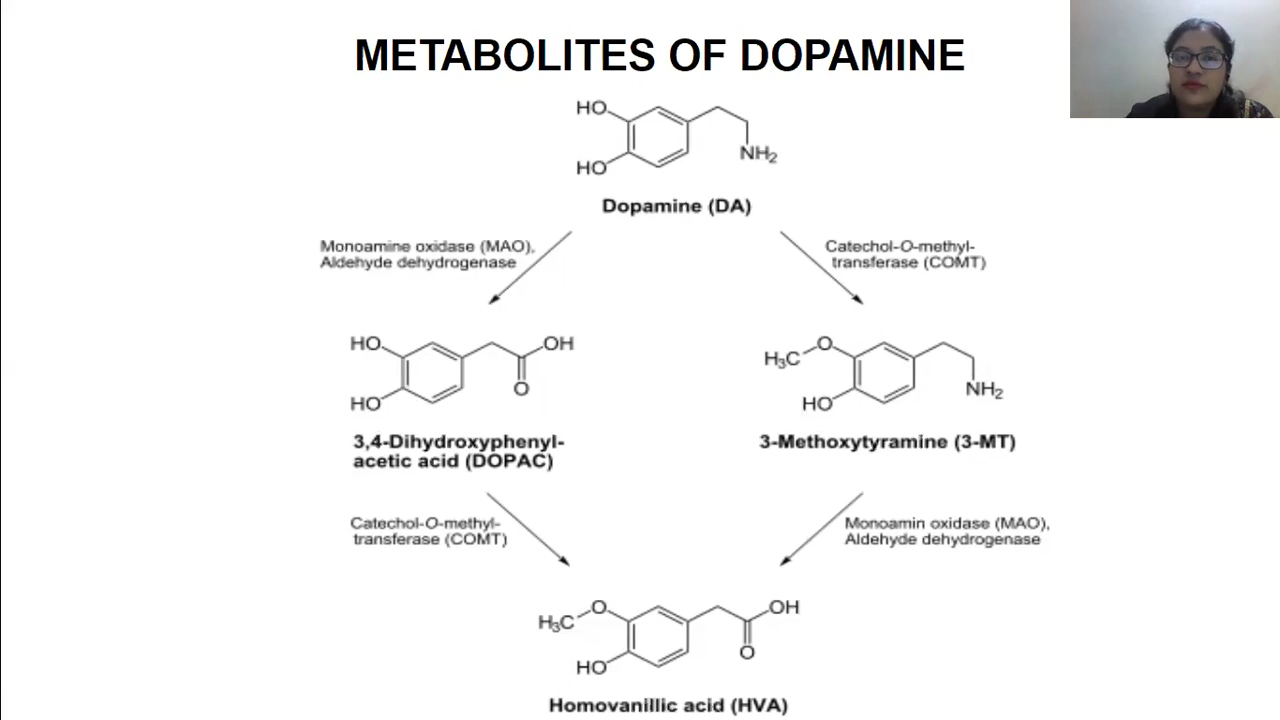 METABOLITES OF DOPAMINE
HO
HO
NH2
Dopamine (DA)
Monoamine oxidase (MAO),
Aldehyde dehydrogenase
Catechol-O-methyl-
transferase (COMT)
HO
OH
HO
O
3,4-Dihydroxyphenyl-
acetic acid (DOPAC)
O
H3C
HO
NH2
3-Methoxytyramine (3-MT)
Catechol-O-methyl-
transferase (COMT)
Monoamin oxidase (MAO),
Aldehyde dehydrogenase
O
OH
H3C
O
HO
Homovanillic acid (HVA)